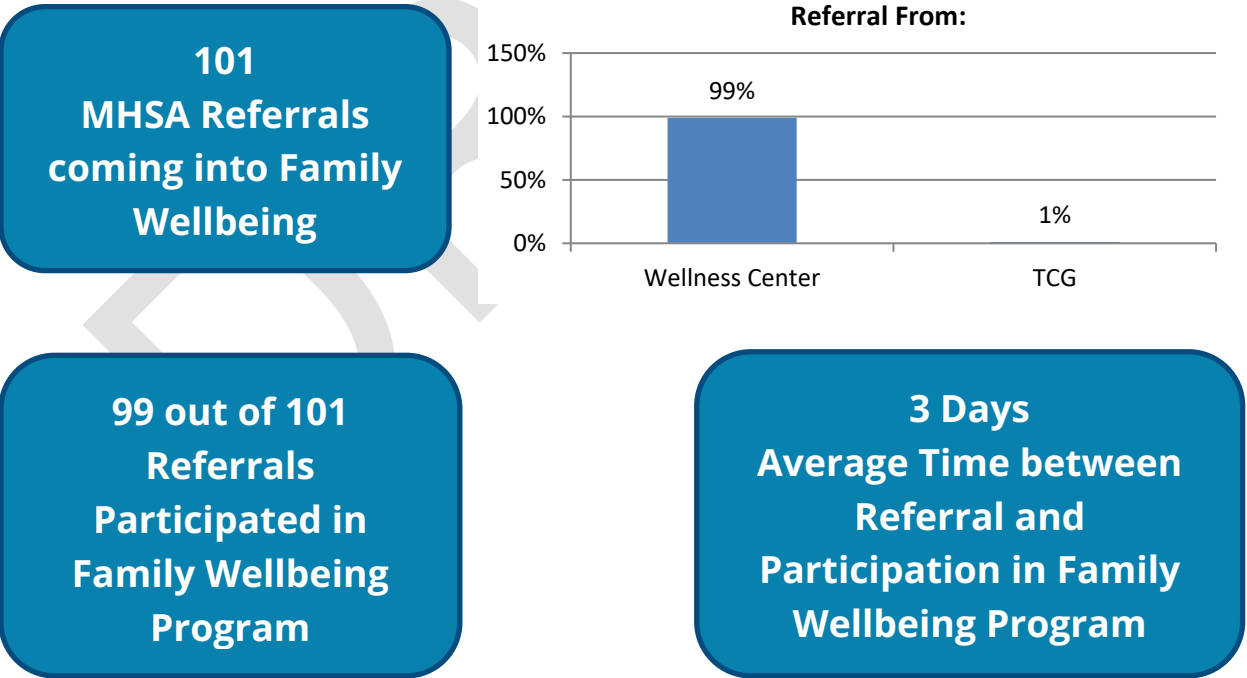 101
MHSA Referrals
coming into Family
Wellbeing
Referral From:
150%
100%
50%
0%
99%
1%
Wellness Center
TCG
99 out of 101
Referrals
Participated in
Family Wellbeing
Program
3 Days
Average Time between
Referral and
Participation in Family
Wellbeing Program